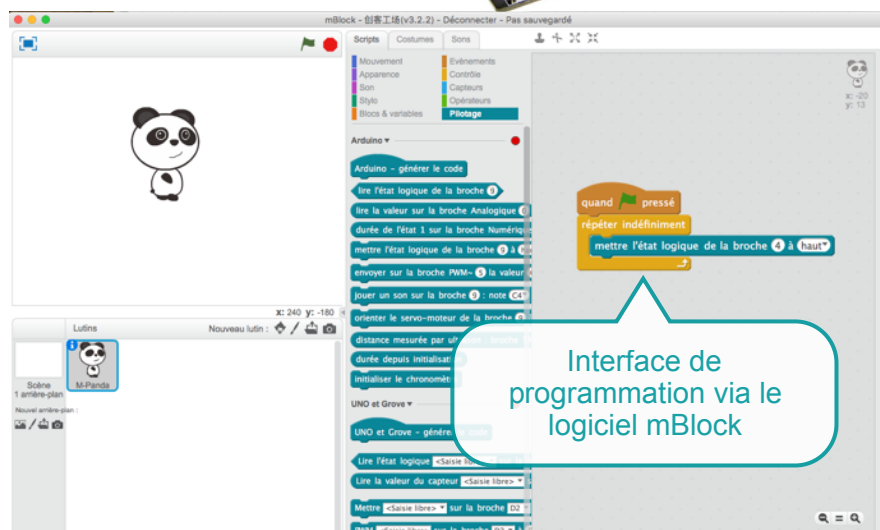 mBlock - 创客工场(v3.2.2) - Déconnecter - Pas sauvegardé
Scripts Costumes Sons
Mouvement Evènements
Apparence Contrôle
Son Capteurs
Stylo Opérateurs
Blocs & variables Pilotage
x: -20
y: 13
Arduino
Arduino - générer le code
lire l'état logique de la broche 9
lire la valeur sur la broche Analogique
durée de l'état 1 sur la broche Numérique
mettre l'état logique de la broche 9 à
envoyer sur la broche PWM~ 5 la valeur
jouer un son sur la broche 9 : note C4
orienter le servo-moteur de la broche 9
distance mesurée par
durée depuis initialisat
initialiser le chronomèt
UNO et Grove
UNO et Grove - génére code
Lire l'état logique <Saisie
Lire la valeur du capteur <Saisie libre>
Mettre <Saisie libre> sur la broche D2
quand pressé
répéter indéfiniment
mettre l'état logique de la broche 4 à haut
Interface de
programmation via le
logiciel mBlock
x: 240 y: -180
Lutins Nouveau lutin :
Scène
1 arrière-plan
M-Panda
Nouvel arrière-plan :